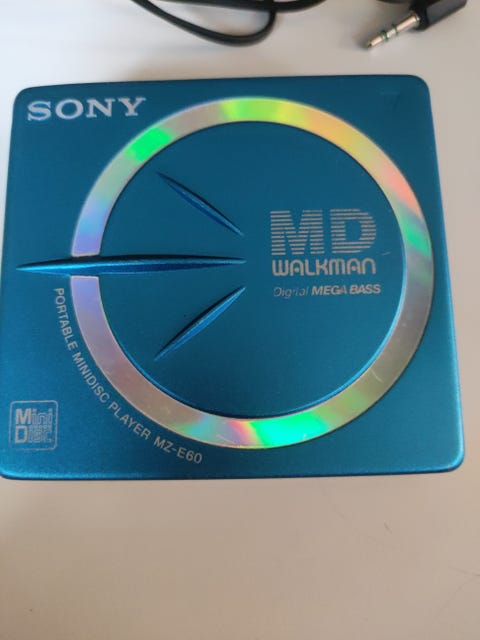 SONY
MD
WALKMAN
Digital MEGA BASS
PORTABLE MINIDISC PLAYER MZ-E60
Mini
Disc